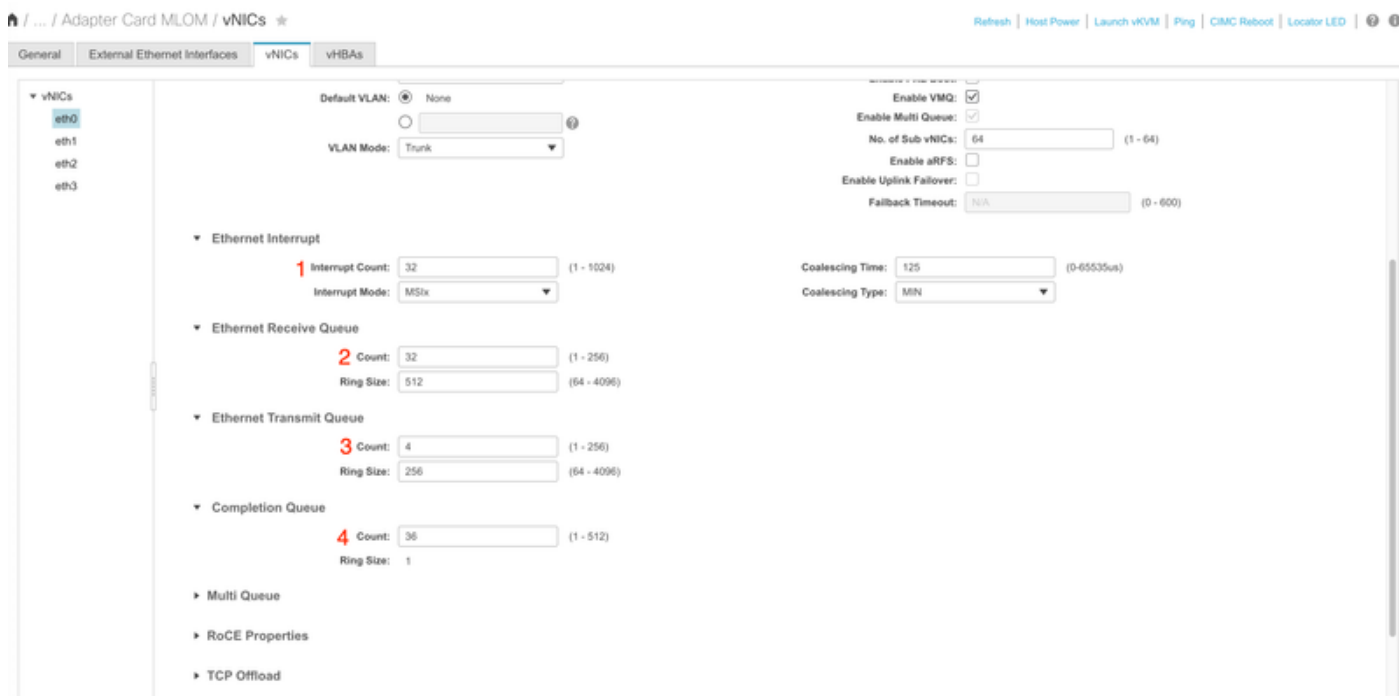 / ... / Adapter Card MLOM / vNICs ★
Refresh | Host Power | Launch vKVM | Ping | CIMC Reboot | Locator LED |
General External Ethernet Interfaces vNICs vHBAs
vNICs
eth0
eth1
eth2
eth3
Default VLAN: None
VLAN Mode: Trunk
Enable VMQ:
Enable Multi Queue:
No. of Sub vNICs: 64 (1 - 64)
Enable aRFS:
Enable Uplink Failover:
Failback Timeout: N/A (0 - 600)
Ethernet Interrupt
1 Interrupt Count: 32 (1 - 1024)
Interrupt Mode: MSIx
Coalescing Time: 125 (0-65535us)
Coalescing Type: MIN
Ethernet Receive Queue
2 Count: 32 (1 - 256)
Ring Size: 512 (64 - 4096)
Ethernet Transmit Queue
3 Count: 4 (1 - 256)
Ring Size: 256 (64 - 4096)
Completion Queue
4 Count: 36 (1 - 512)
Ring Size: 1
Multi Queue
RoCE Properties
TCP Offload